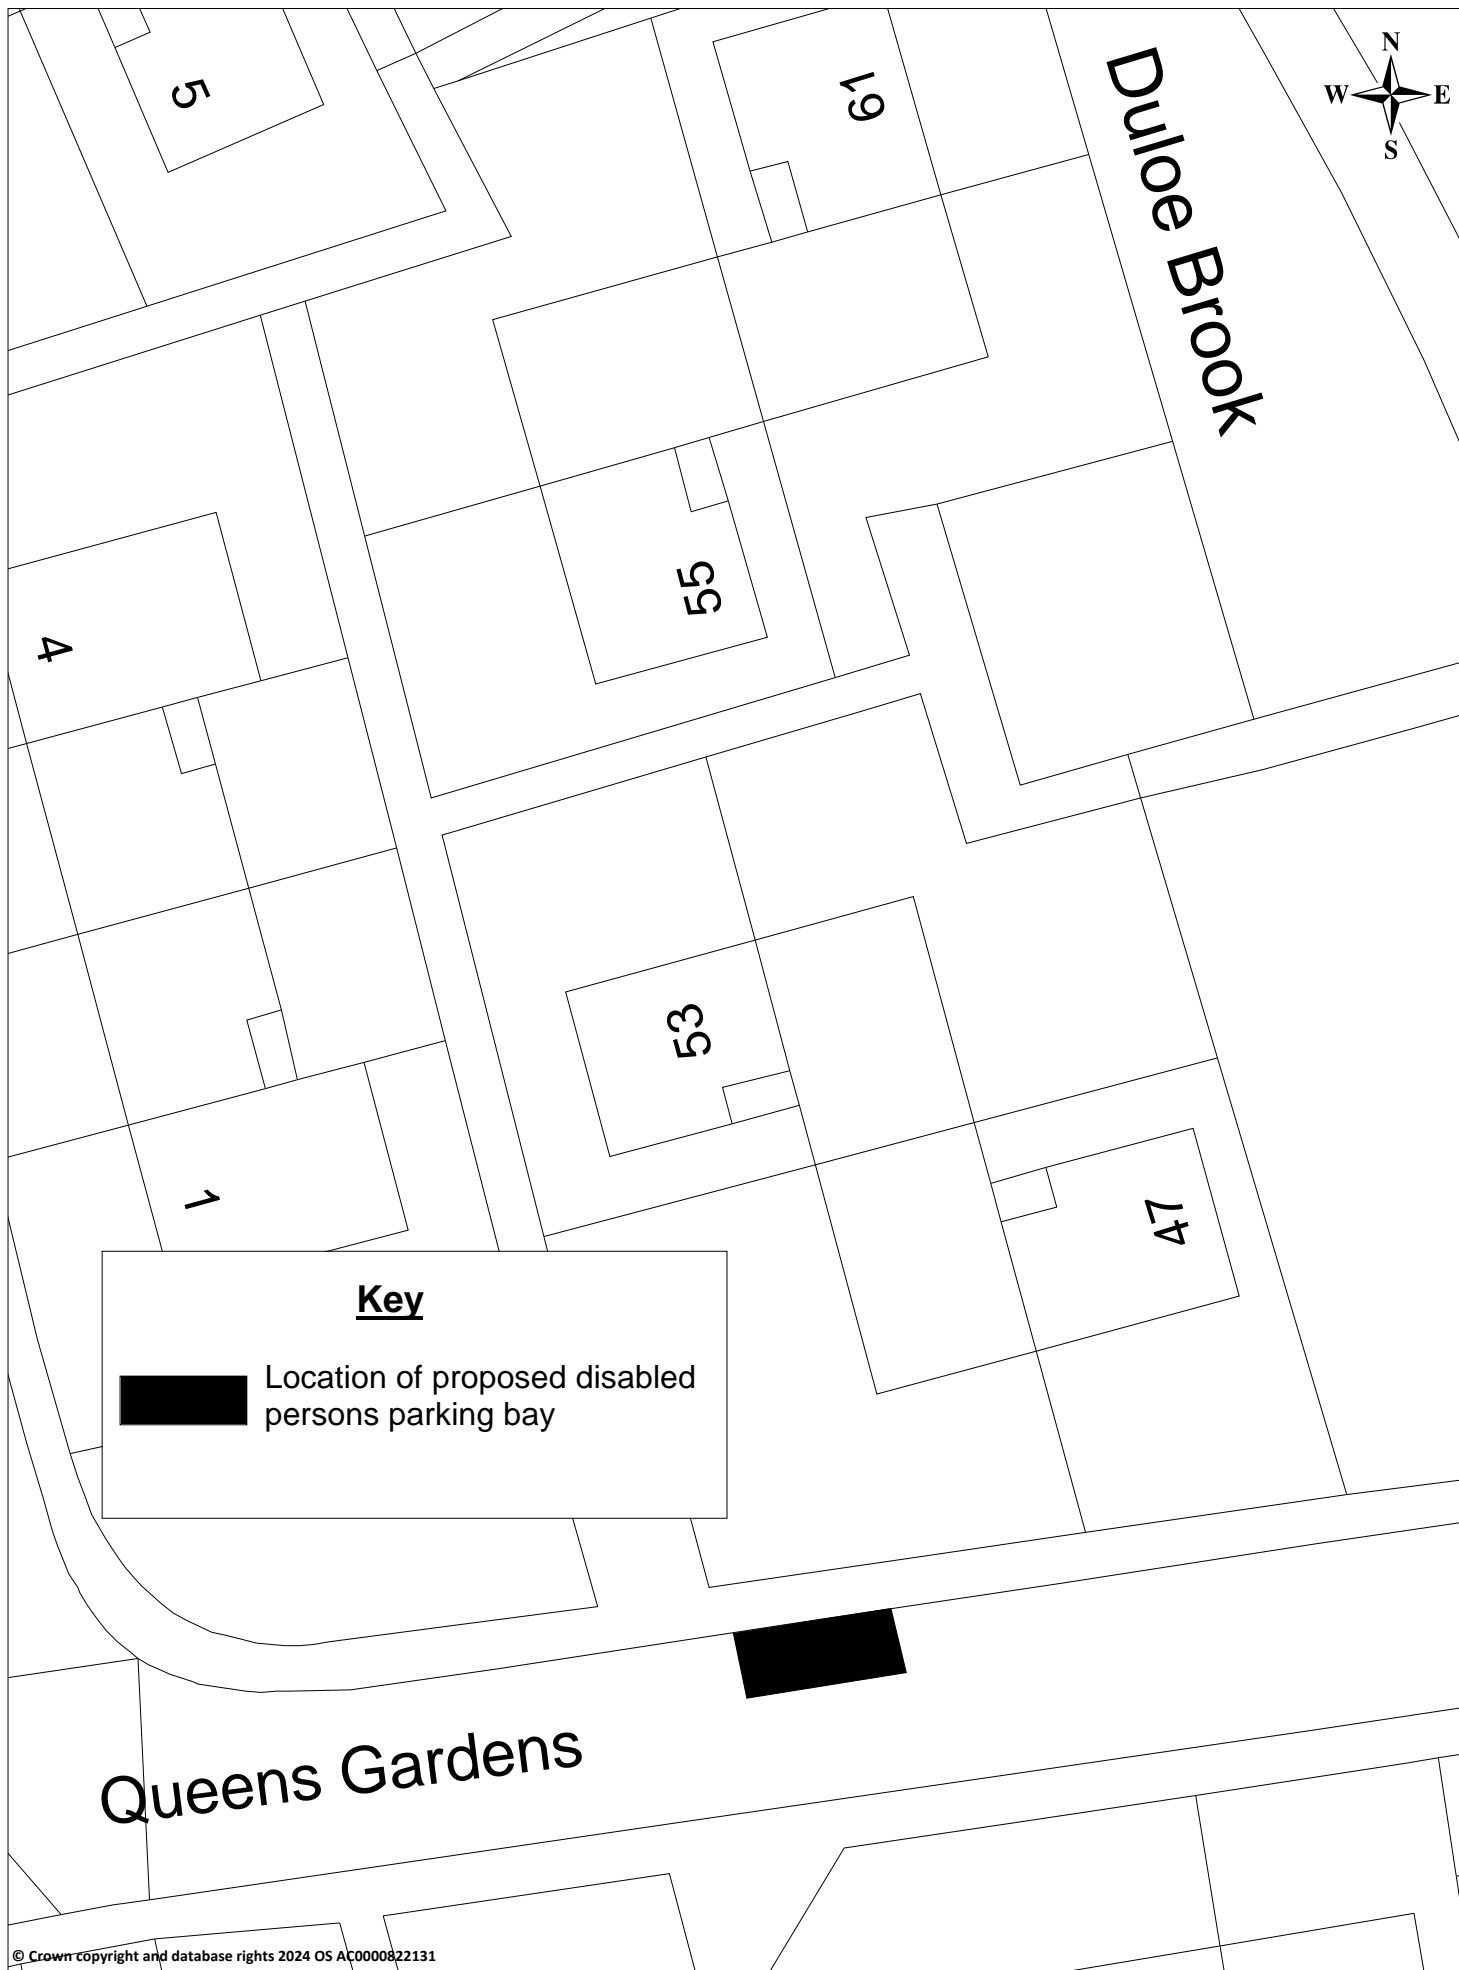 N
W E
S
5
61
Duloe Brook
55
4
53
1
47
Key
Location of proposed disabled
persons parking bay
Queens Gardens
© Crown copyright and database rights 2024 OS AC0000822131